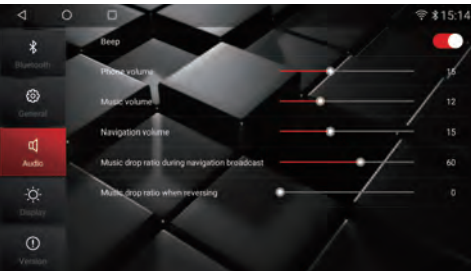 15:14
Bluetooth
General
Audio
Display
Version
Beep
Phone volume 15
Music volume 12
Navigation volume 15
Music drop ratio during navigation broadcast 60
Music drop ratio when reversing 0